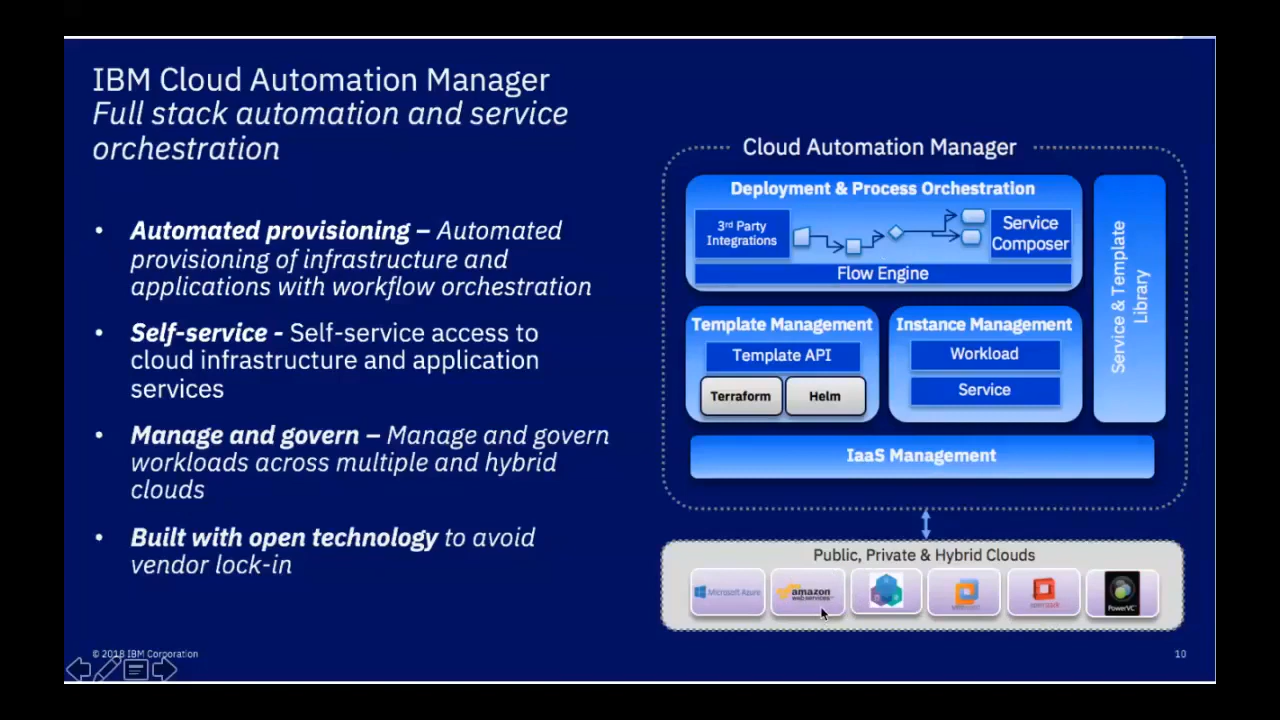 IBM Cloud Automation Manager
Full stack automation and service
orchestration
• Automated provisioning – Automated
provisioning of infrastructure and
applications with workflow orchestration
• Self-service - Self-service access to
cloud infrastructure and application
services
• Manage and govern – Manage and govern
workloads across multiple and hybrid
clouds
• Built with open technology to avoid
vendor lock-in
Cloud Automation Manager
Deployment & Process Orchestration
3rd Party
Integrations
Service
Composer
Flow Engine
Template Management
Template API
Terraform
Helm
Instance Management
Workload
Service
Service & Template
Library
IaaS Management
Public, Private & Hybrid Clouds
Microsoft Azure
amazon
web services
PowerVC
© 2018 IBM Corporation
10